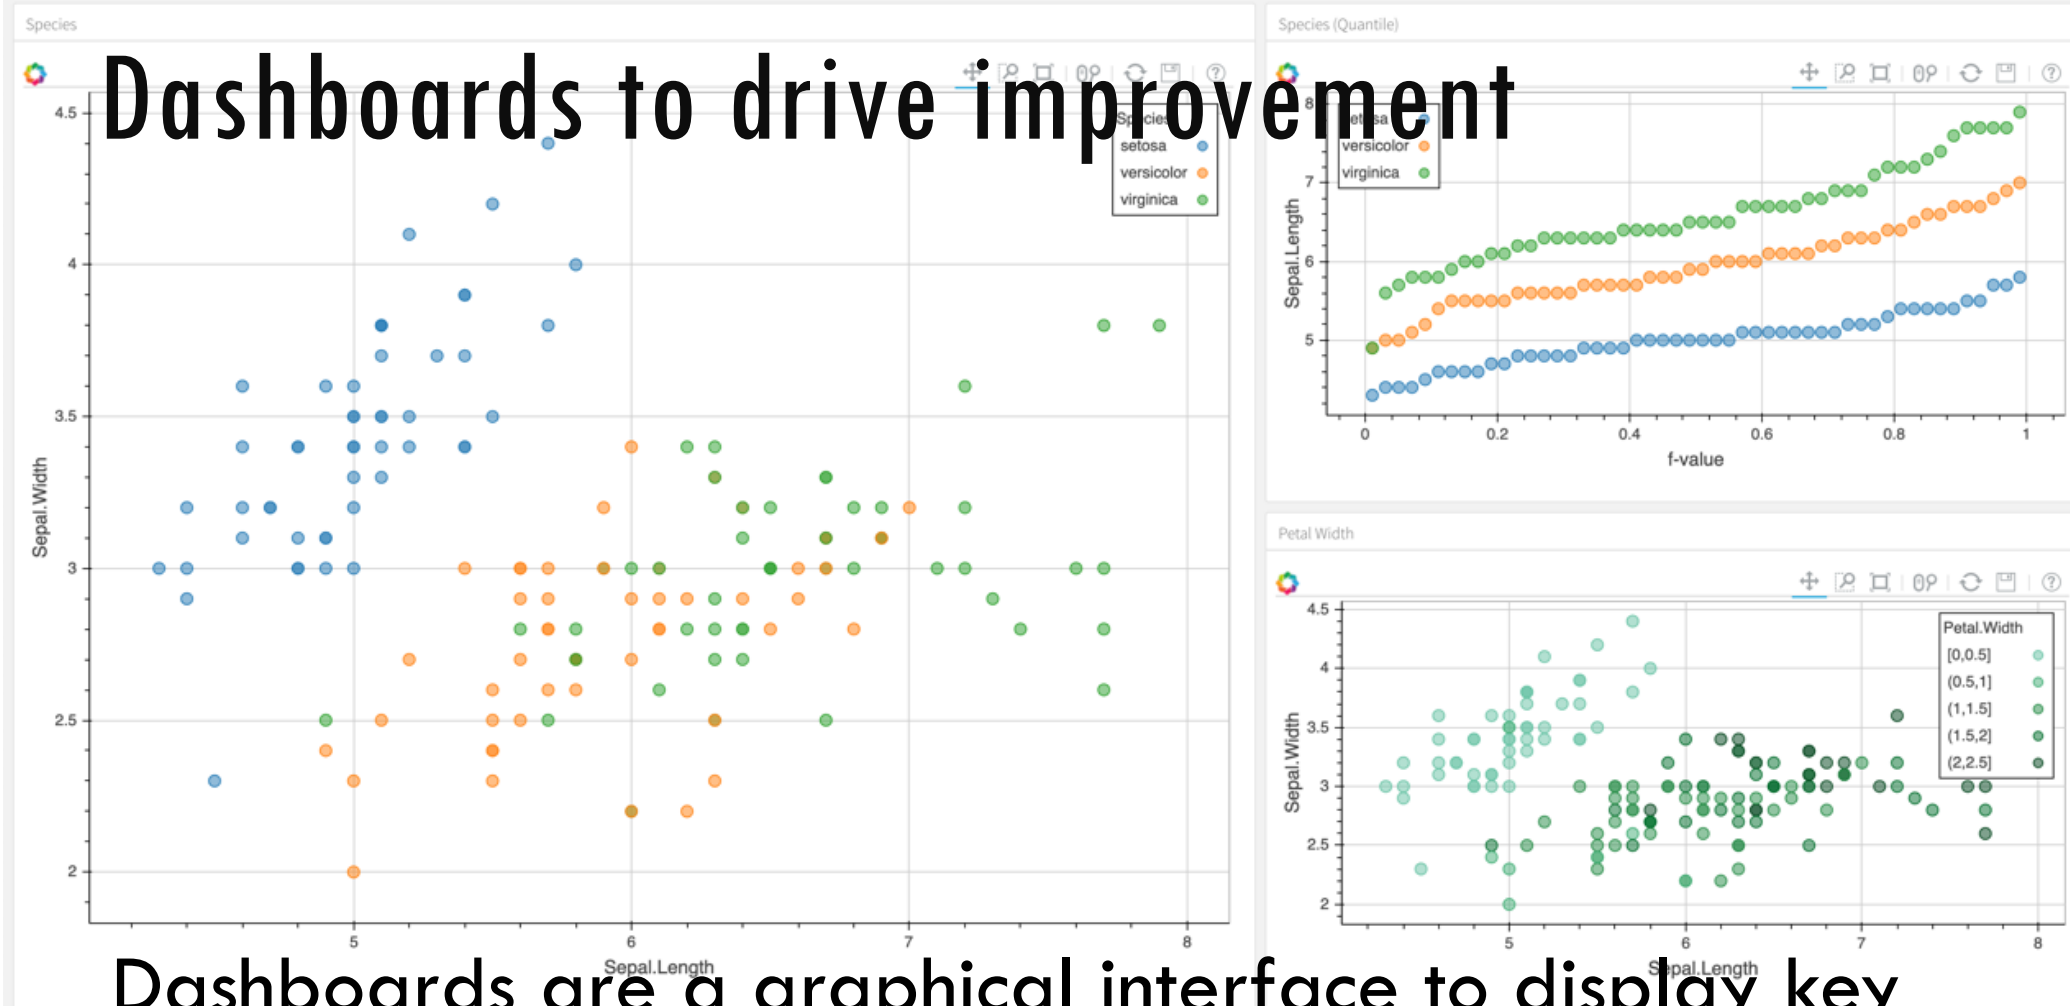 Species
Dashboards to drive improvement
Species
setosa
versicolor
virginica
4.5
4
3.5
3
2.5
2
Sepal.Width
5
6
7
8
Sepal.Length
Species (Quantile)
setosa
versicolor
virginica
8
7
6
5
Sepal.Length
0
0.2
0.4
0.6
0.8
1
f-value
Petal Width
Petal.Width
[0,0.5]
(0.5,1]
(1,1.5]
(1.5,2]
(2,2.5]
4.5
4
3.5
3
2.5
2
Sepal.Width
5
6
7
8
Sepal.Length
Dashboards are a graphical interface to display key